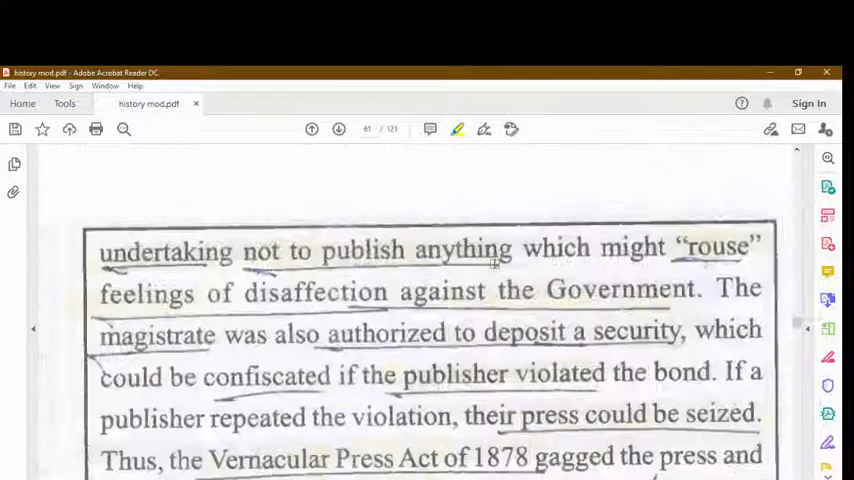 history mod.pdf - Adobe Acrobat Reader DC
File Edit View Sign Window Help
Home Tools history mod.pdf × Sign In
61 / 121
undertaking not to publish anything which might “rouse”
feelings of disaffection against the Government. The
magistrate was also authorized to deposit a security, which
could be confiscated if the publisher violated the bond. If a
publisher repeated the violation, their press could be seized.
Thus, the Vernacular Press Act of 1878 gagged the press and